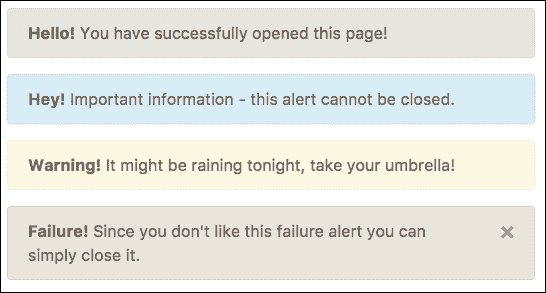 Hello! You have successfully opened this page!
Hey! Important information - this alert cannot be closed.
Warning! It might be raining tonight, take your umbrella!
Failure! Since you don't like this failure alert you can
simply close it.